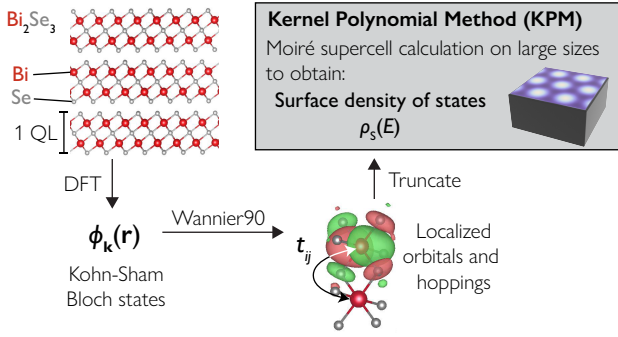 Bi₂Se₃
Bi
Se
1 QL
DFT
ϕₖ(r)
Kohn-Sham
Bloch states
Wannier90
tᵢⱼ
Localized
orbitals and
hoppings
Truncate
Kernel Polynomial Method (KPM)
Moiré supercell calculation on large sizes
to obtain:
Surface density of states
ρₛ(E)